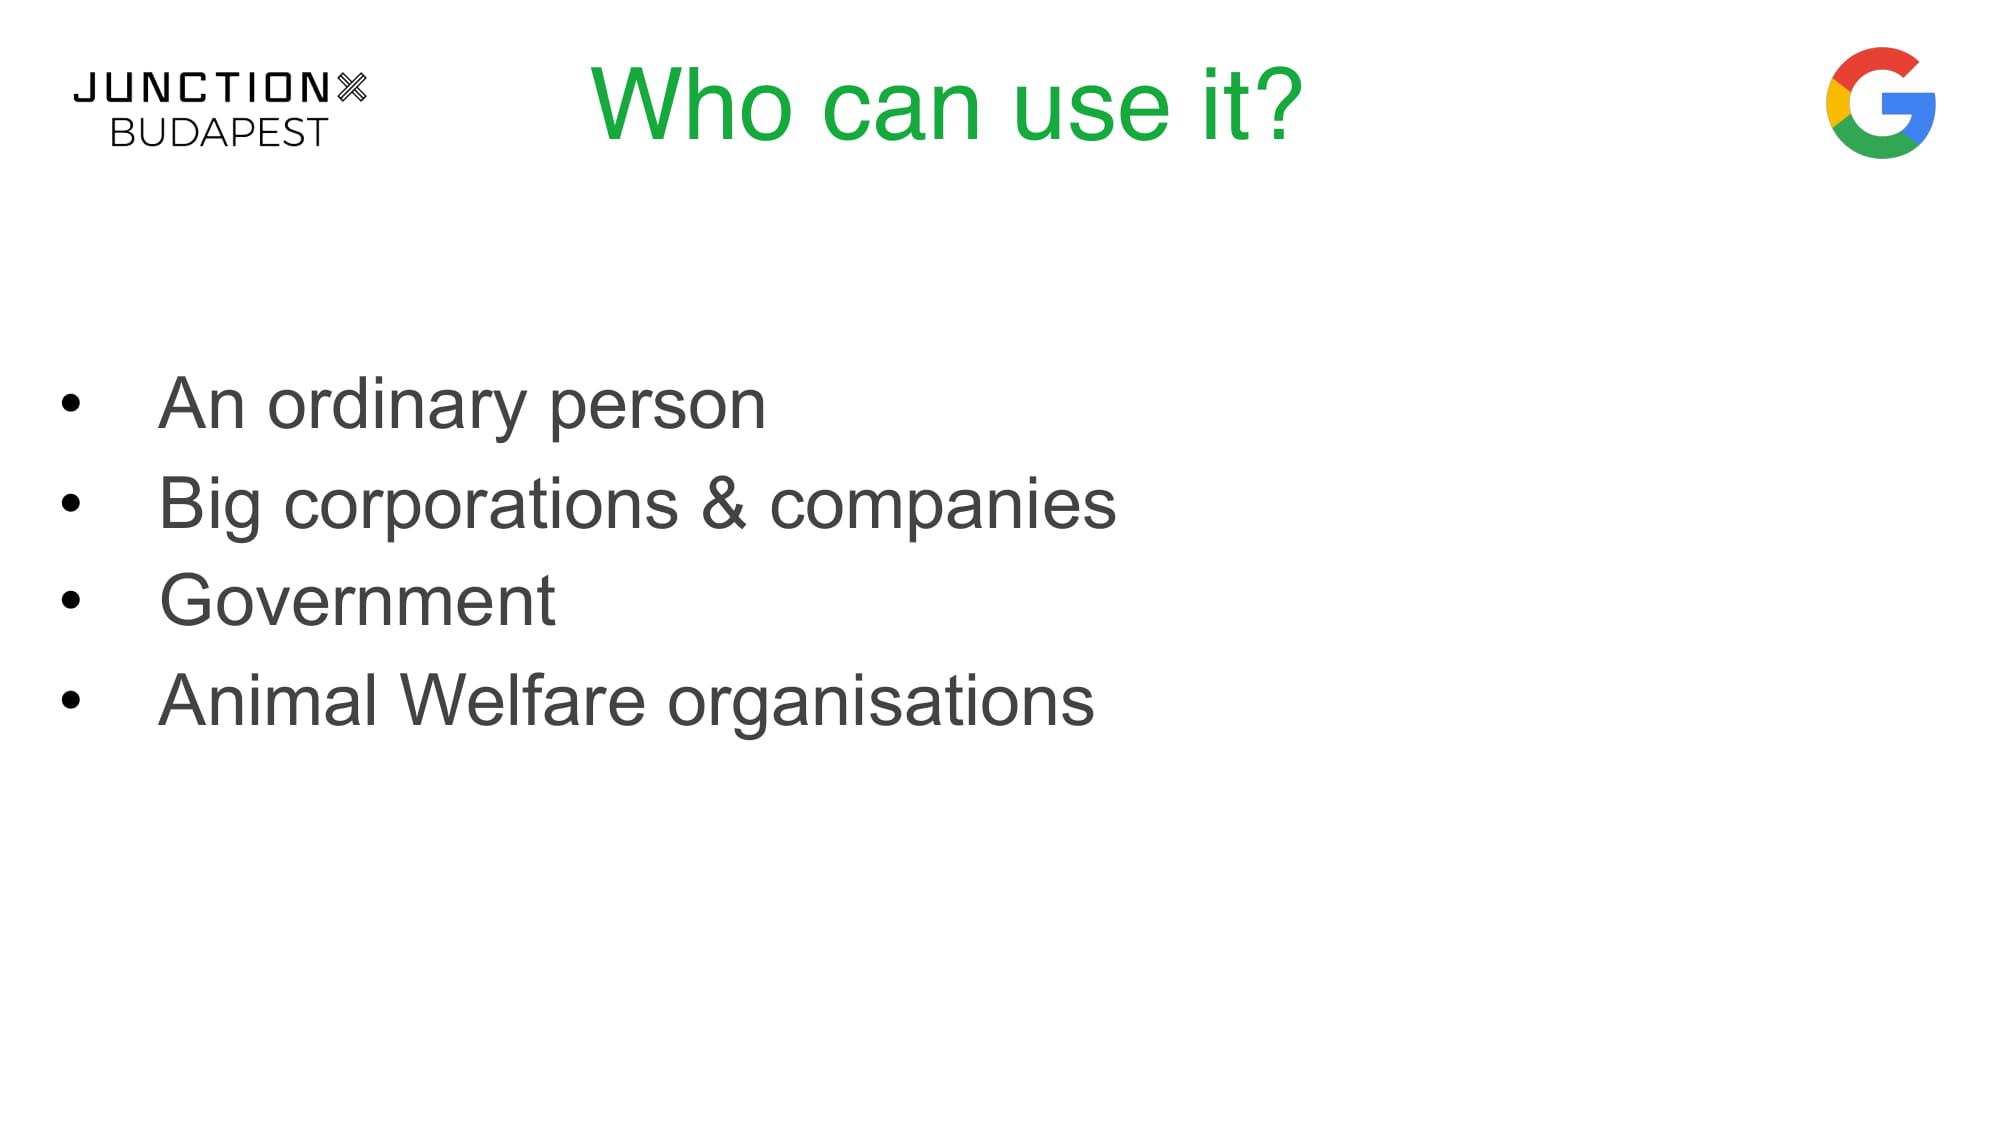 JUNCTIONX
BUDAPEST
Who can use it?
G
• An ordinary person
• Big corporations & companies
• Government
• Animal Welfare organisations